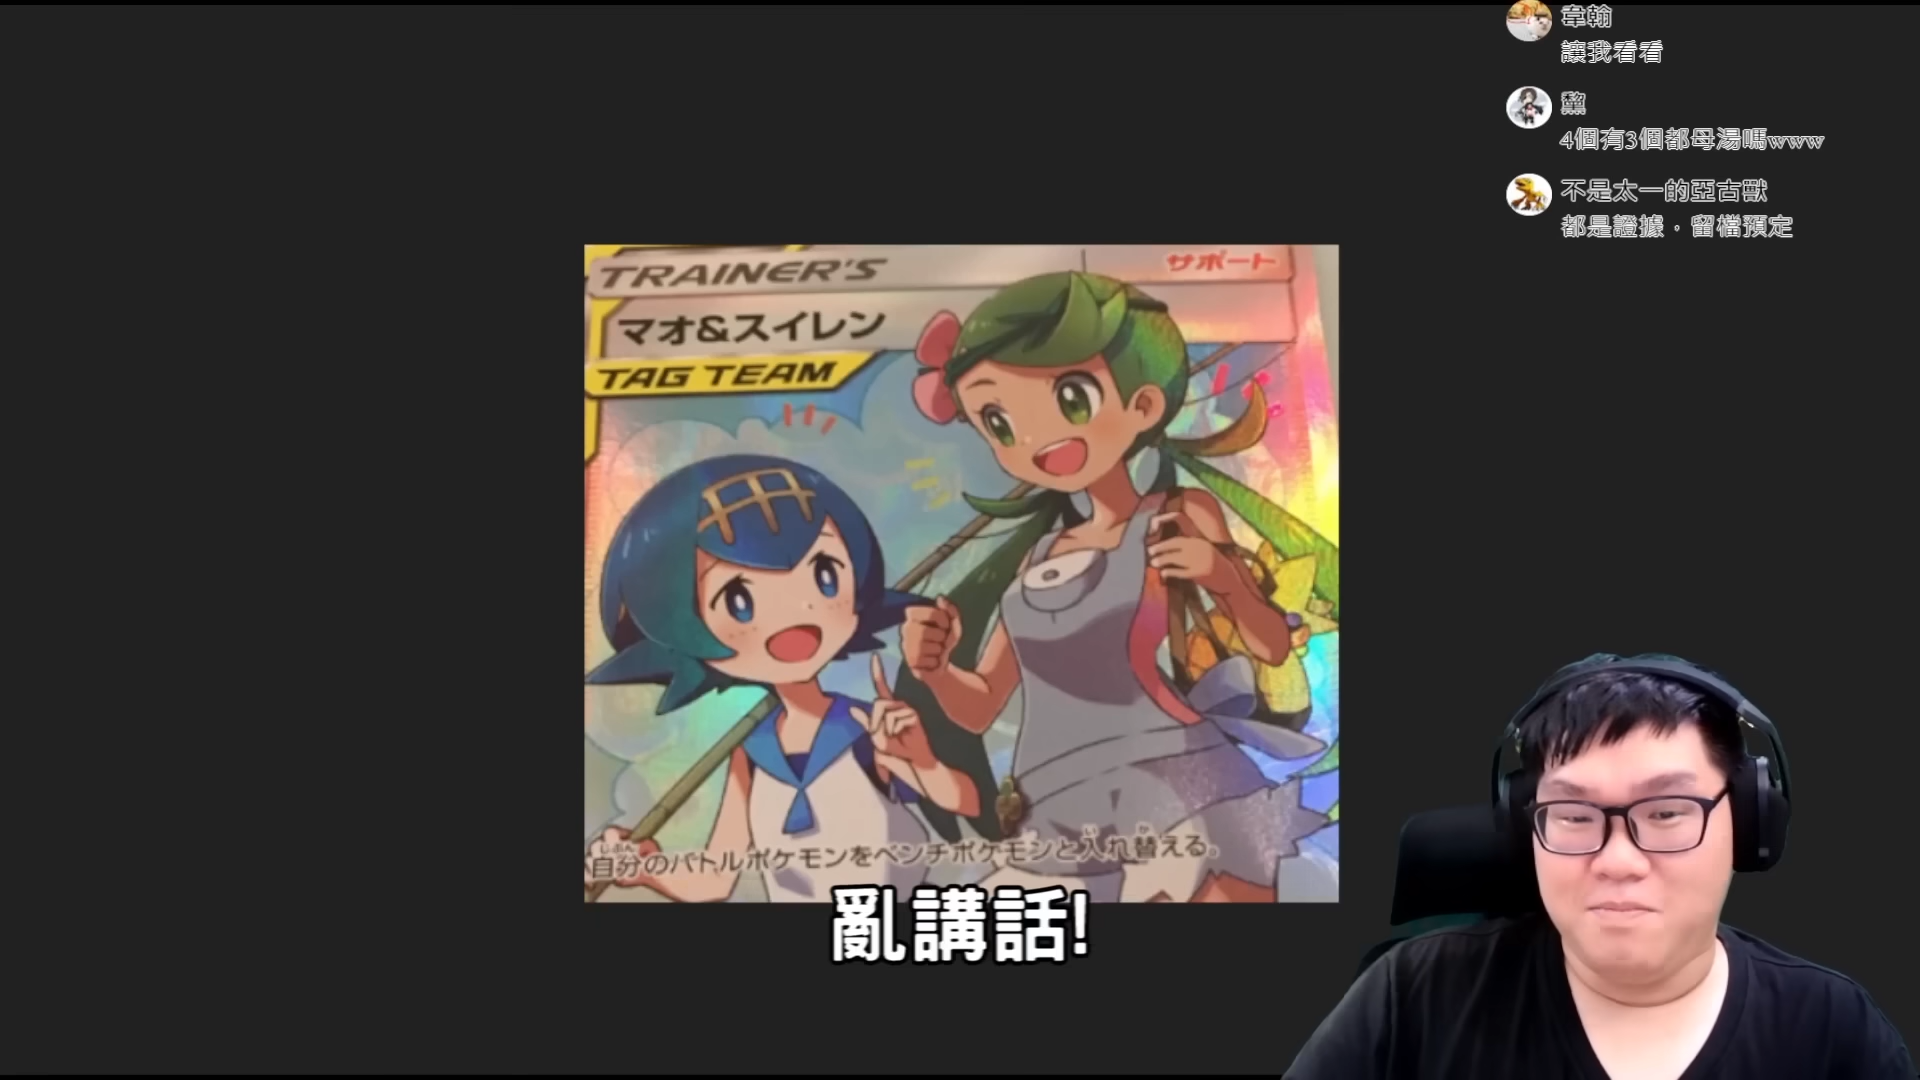 韋翰
讓我看看
黧
4個有3個都母湯嗎www
不是太一的亞古獸
都是證據，留檔預定
TRAINER'S
サポート
マオ&スイレン
TAG TEAM
自分のバトルポケモンをベンチポケモンと入れ替える。
亂講話!